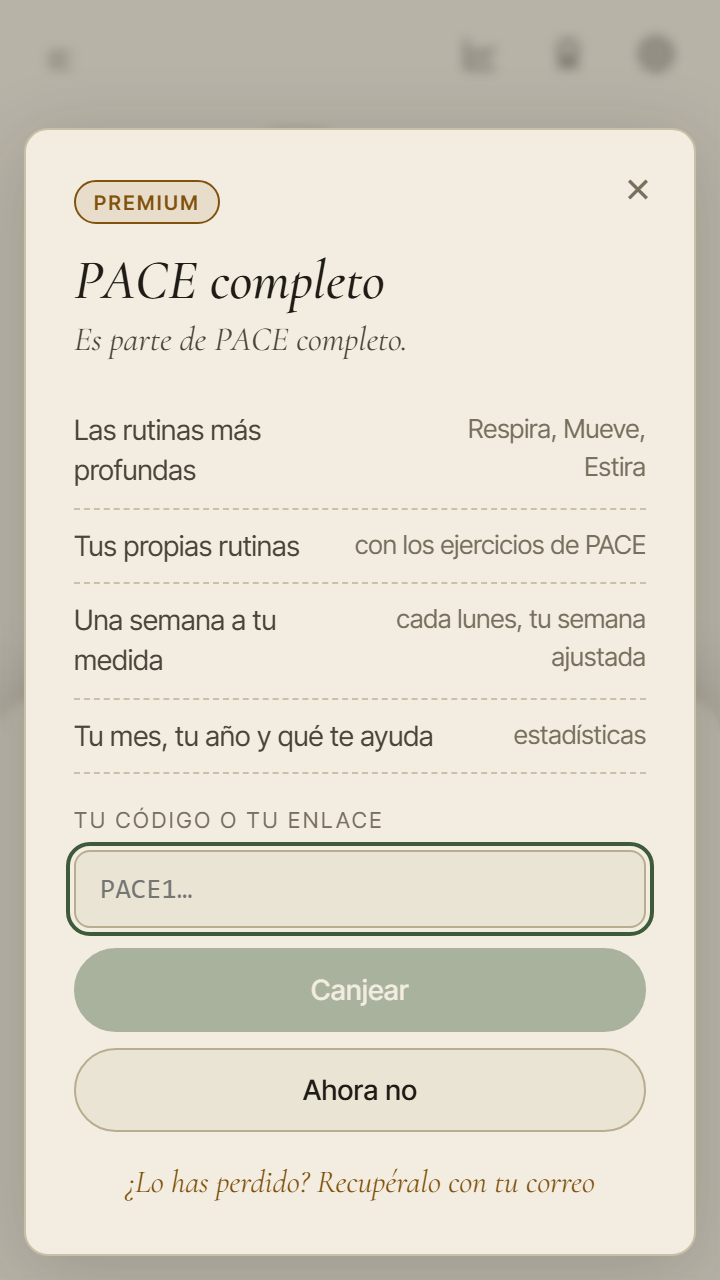 PREMIUM
✕
PACE completo
Es parte de PACE completo.
Las rutinas más
profundas
Respira, Mueve,
Estira
Tus propias rutinas
con los ejercicios de PACE
Una semana a tu
medida
cada lunes, tu semana
ajustada
Tu mes, tu año y qué te ayuda
estadísticas
TU CÓDIGO O TU ENLACE
PACE1…
Canjear
Ahora no
¿Lo has perdido? Recupéralo con tu correo